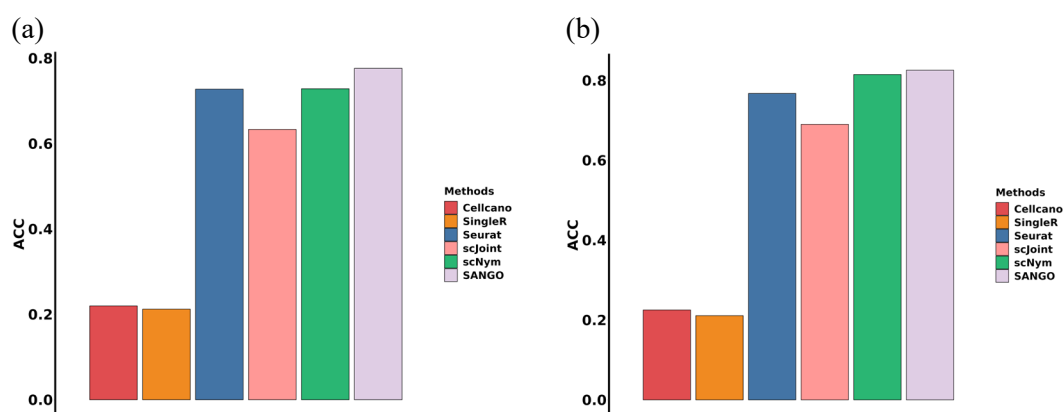 (a)
0.8
0.6
0.4
0.2
0.0
ACC
Methods
Cellcano
SingleR
Seurat
scJoint
scNym
SANGO
(b)
0.8
0.6
0.4
0.2
0.0
ACC
Methods
Cellcano
SingleR
Seurat
scJoint
scNym
SANGO